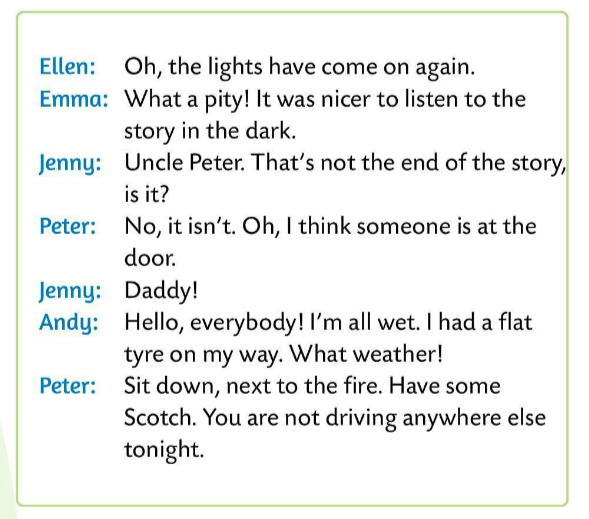 Ellen: Oh, the lights have come on again.
Emma: What a pity! It was nicer to listen to the
story in the dark.
Jenny: Uncle Peter. That's not the end of the story,
is it?
Peter: No, it isn't. Oh, I think someone is at the
door.
Jenny: Daddy!
Andy: Hello, everybody! I'm all wet. I had a flat
tyre on my way. What weather!
Peter: Sit down, next to the fire. Have some
Scotch. You are not driving anywhere else
tonight.